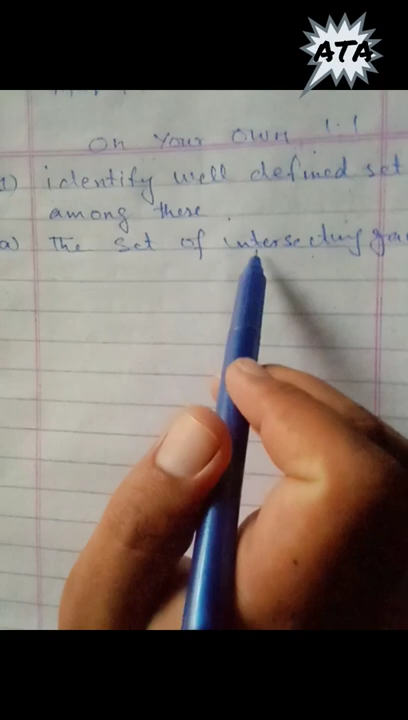 ATA
On Your Own 1.1
1) identify well defined set
among these.
a) The set of intersecting